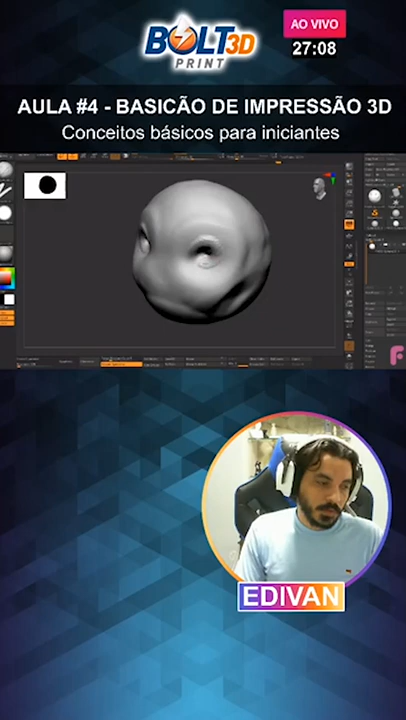 BOLT3D
PRINT
AO VIVO
27:08
AULA #4 - BASICÃO DE IMPRESSÃO 3D
Conceitos básicos para iniciantes
EDIVAN